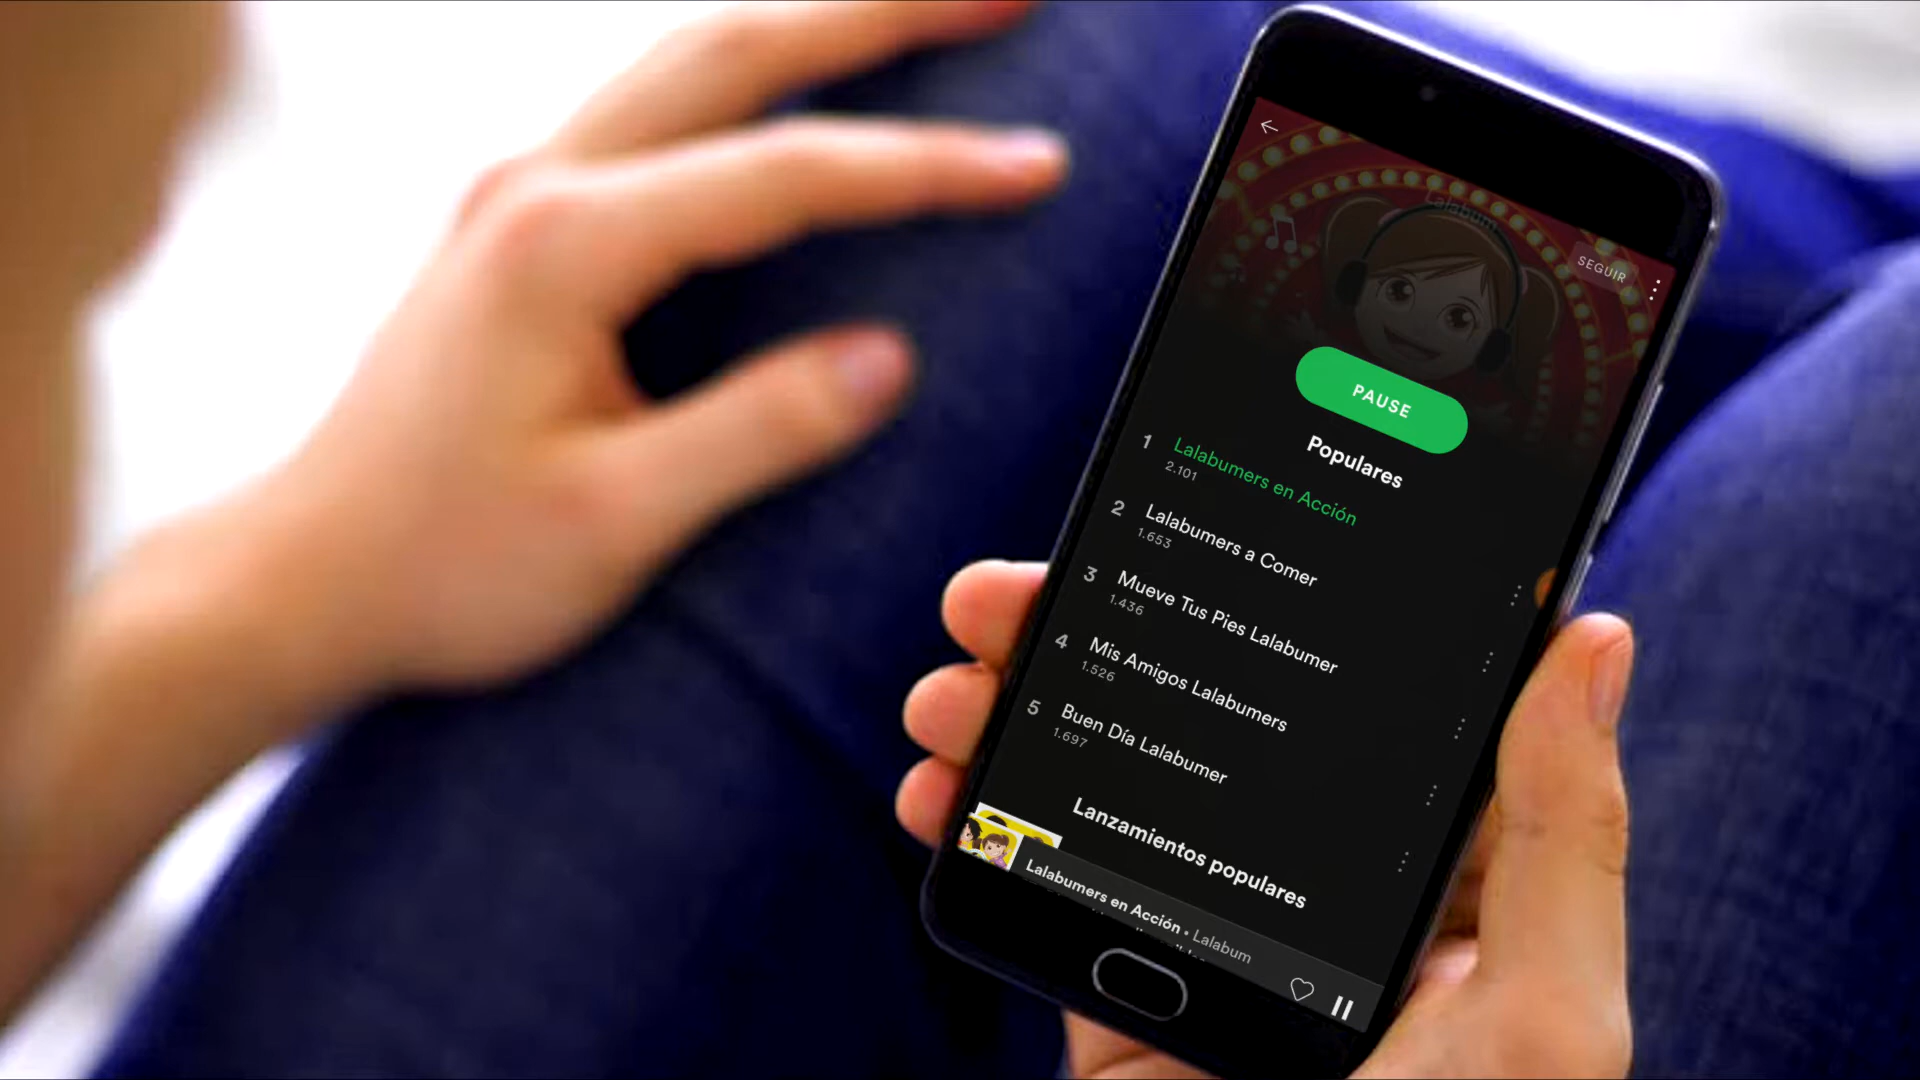 Lalabum
SEGUIR
PAUSE
Populares
1 Lalabumers en Acción
2.101
2 Lalabumers a Comer
1.653
3 Mueve Tus Pies Lalabumer
1.436
4 Mis Amigos Lalabumers
1.526
5 Buen Día Lalabumer
1.697
Lanzamientos populares
Lalabumers en Acción • Lalabum